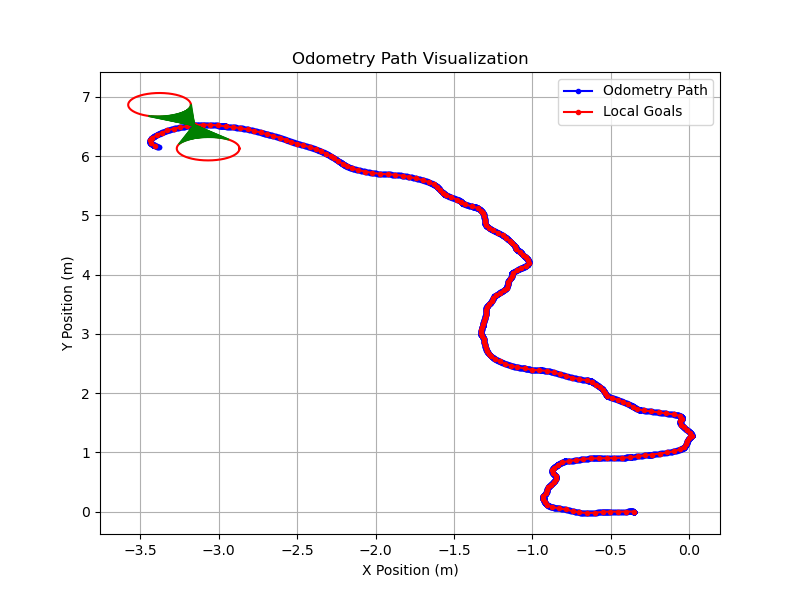 Odometry Path Visualization
Odometry Path
Local Goals
Y Position (m)
7
6
5
4
3
2
1
0
−3.5 −3.0 −2.5 −2.0 −1.5 −1.0 −0.5 0.0
X Position (m)